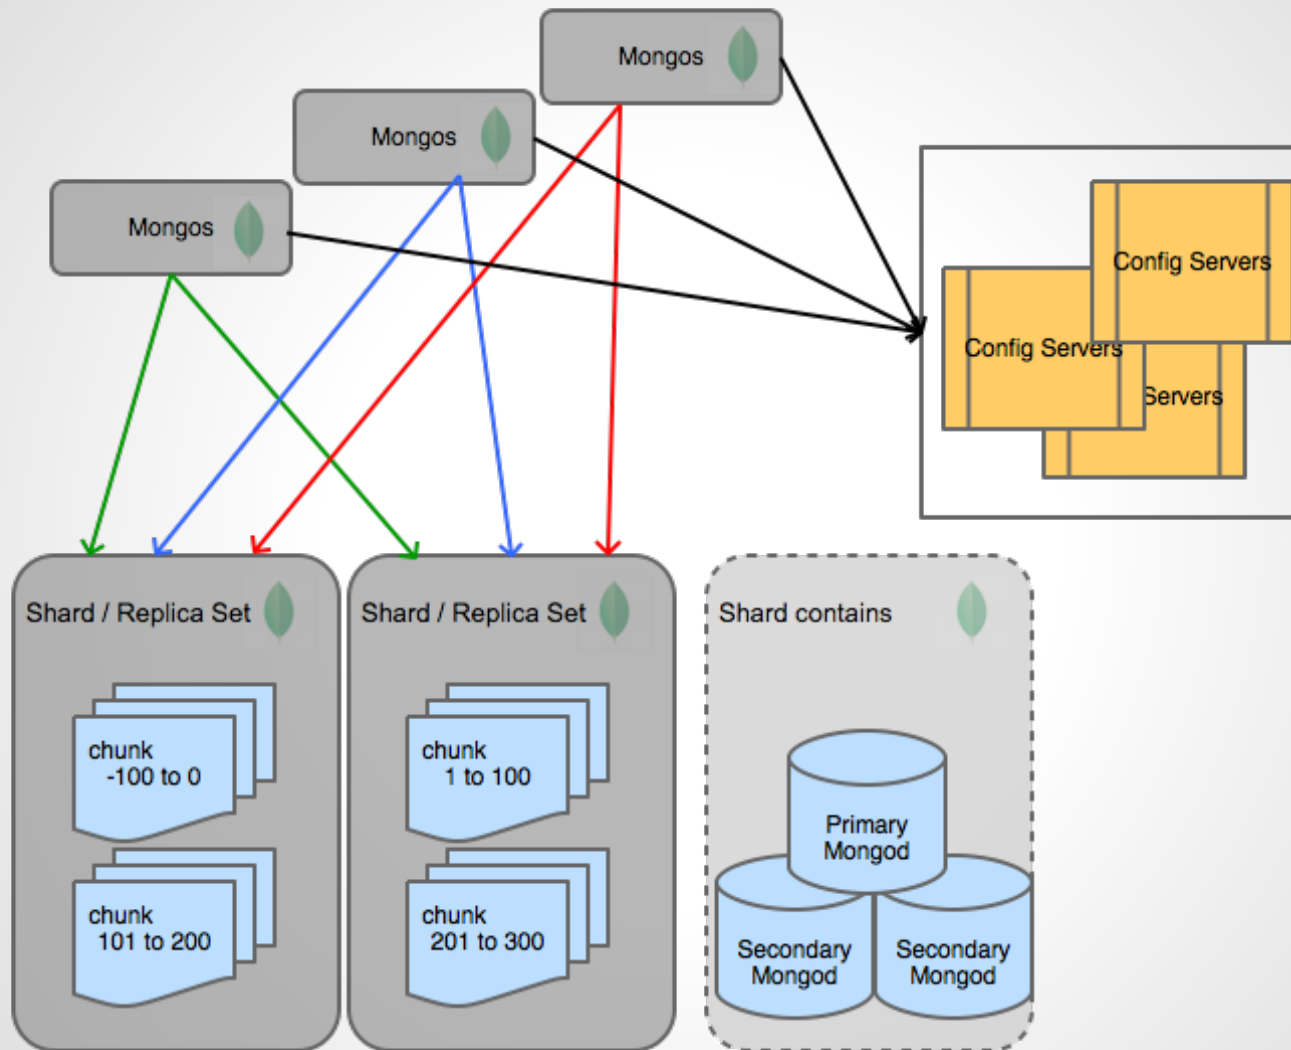 Mongos
Mongos
Mongos
Config Servers
Config Servers
Servers
Shard / Replica Set
Shard / Replica Set
Shard contains
chunk
-100 to 0
chunk
1 to 100
chunk
101 to 200
chunk
201 to 300
Primary
Mongod
Secondary
Mongod
Secondary
Mongod